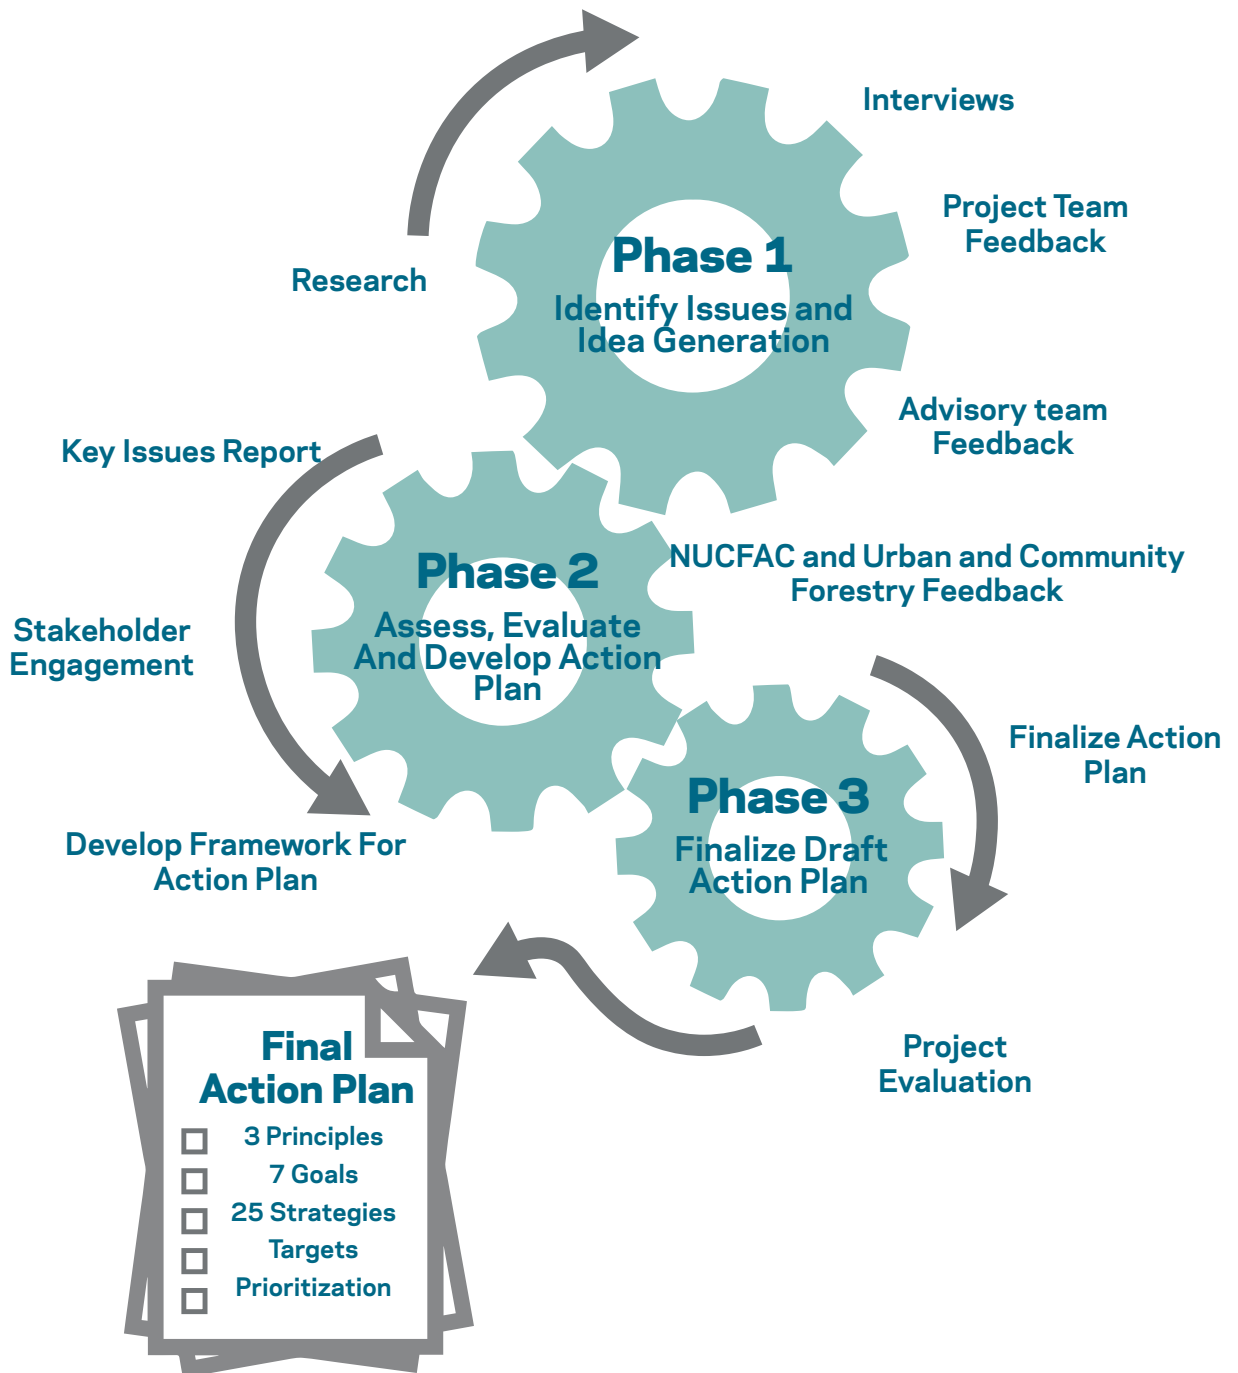 Interviews
Project Team
Feedback
Phase 1
Identify Issues and
Idea Generation
Research
Advisory team
Feedback
Key Issues Report
NUCFAC and Urban and Community
Forestry Feedback
Phase 2
Assess, Evaluate
And Develop Action
Plan
Stakeholder
Engagement
Finalize Action
Plan
Phase 3
Finalize Draft
Action Plan
Develop Framework For
Action Plan
Project
Evaluation
Final
Action Plan
3 Principles
7 Goals
25 Strategies
Targets
Prioritization